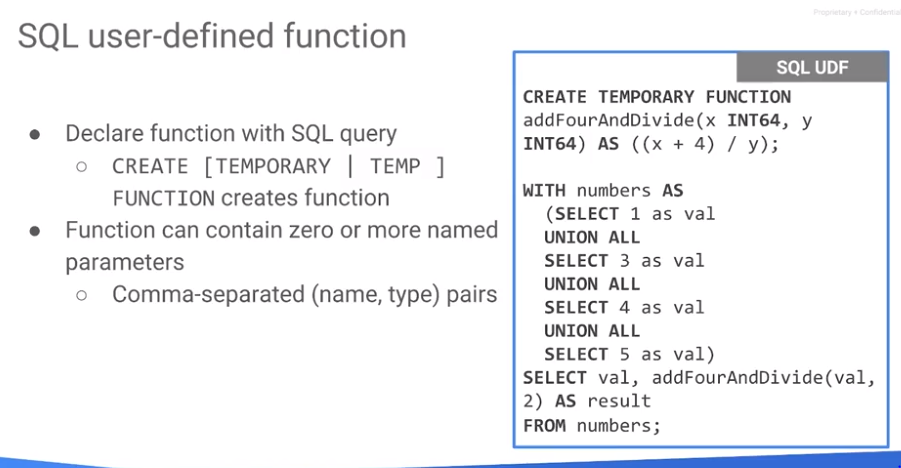 Proprietary + Confidential
SQL user-defined function
● Declare function with SQL query
○ CREATE [TEMPORARY | TEMP ]
FUNCTION creates function
● Function can contain zero or more named
parameters
○ Comma-separated (name, type) pairs
SQL UDF
CREATE TEMPORARY FUNCTION
addFourAndDivide(x INT64, y
INT64) AS ((x + 4) / y);
WITH numbers AS
(SELECT 1 as val
UNION ALL
SELECT 3 as val
UNION ALL
SELECT 4 as val
UNION ALL
SELECT 5 as val)
SELECT val, addFourAndDivide(val,
2) AS result
FROM numbers;